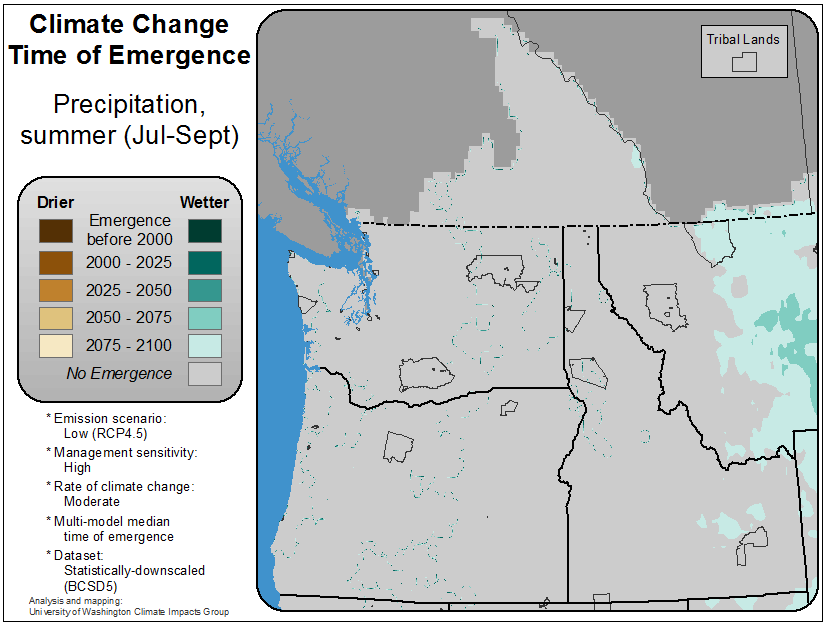 Climate Change
Time of Emergence
Precipitation,
summer (Jul-Sept)
Drier
Wetter
Emergence
before 2000
2000 - 2025
2025 - 2050
2050 - 2075
2075 - 2100
No Emergence
* Emission scenario:
Low (RCP4.5)
* Management sensitivity:
High
* Rate of climate change:
Moderate
* Multi-model median
time of emergence
* Dataset:
Statistically-downscaled
(BCSD5)
Analysis and mapping:
University of Washington Climate Impacts Group
Tribal Lands